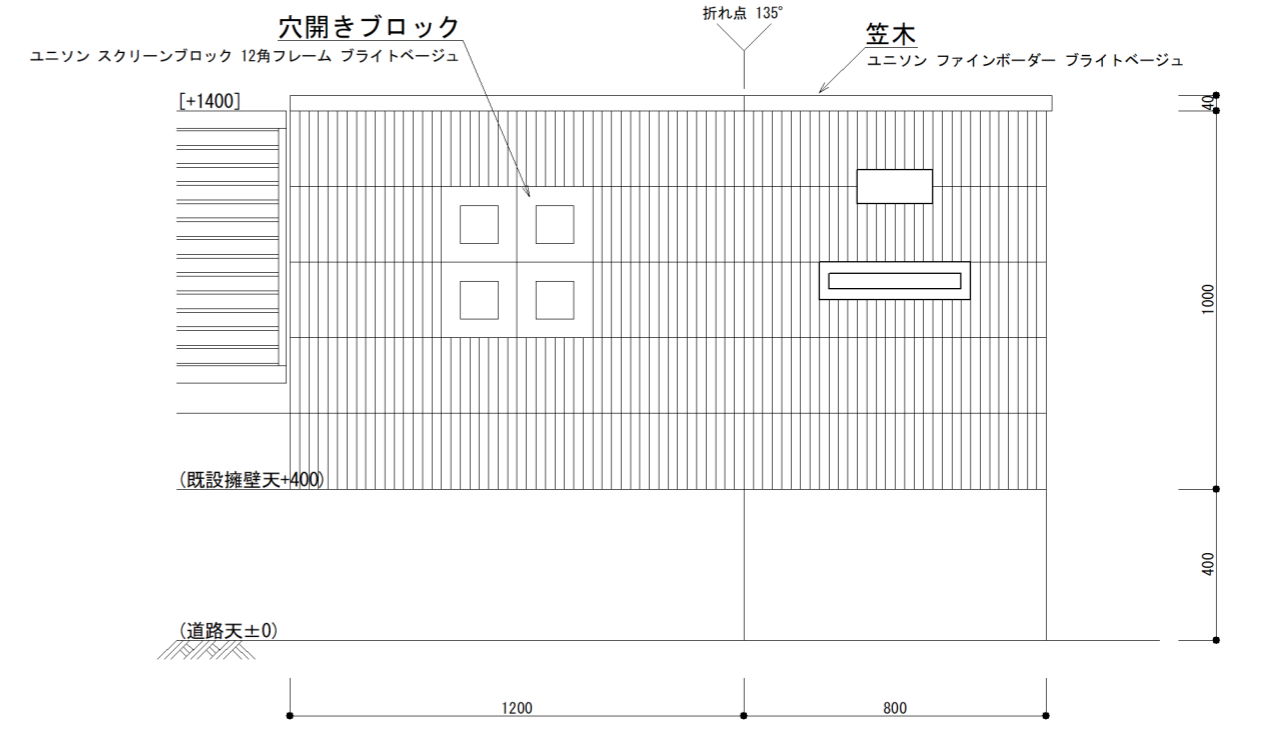 折れ点 135°
穴開きブロック
ユニソン スクリーンブロック 12角フレーム ブライトベージュ
笠木
ユニソン ファインボーダー ブライトベージュ
[+1400]
40
1000
(既設擁壁天+400)
400
(道路天±0)
1200
800